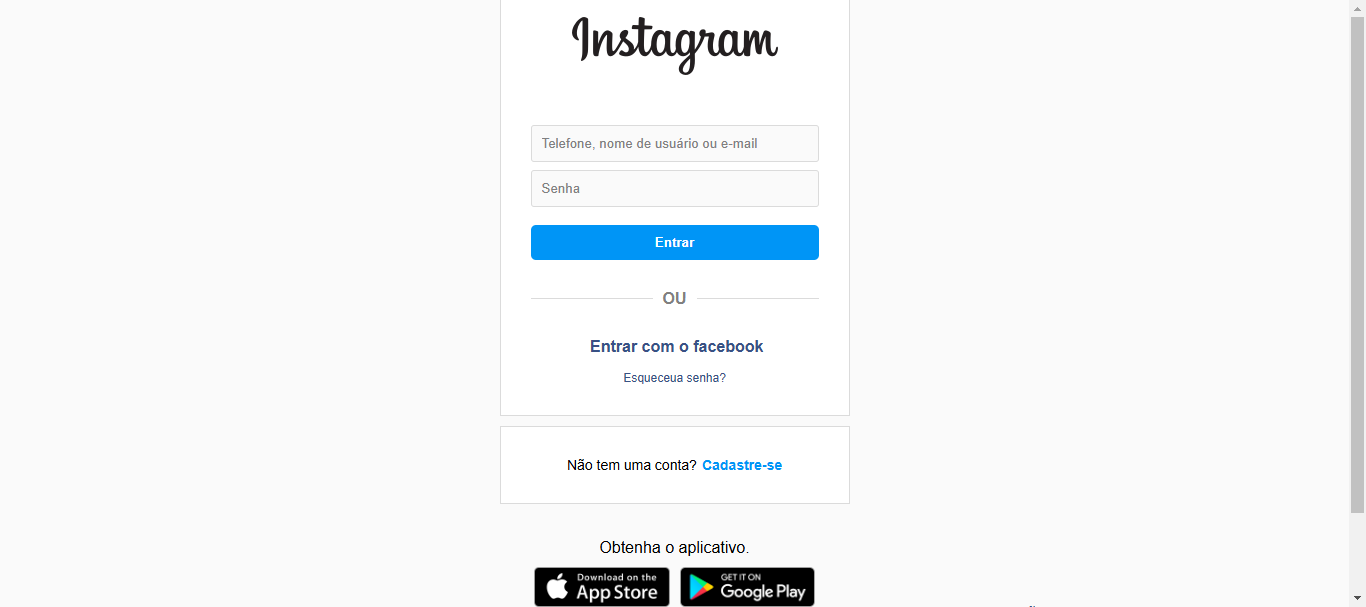 Instagram
Telefone, nome de usuário ou e-mail
Senha
Entrar
OU
Entrar com o facebook
Esqueceua senha?
Não tem uma conta? Cadastre-se
Obtenha o aplicativo.
Download on the
App Store
GET IT ON
Google Play